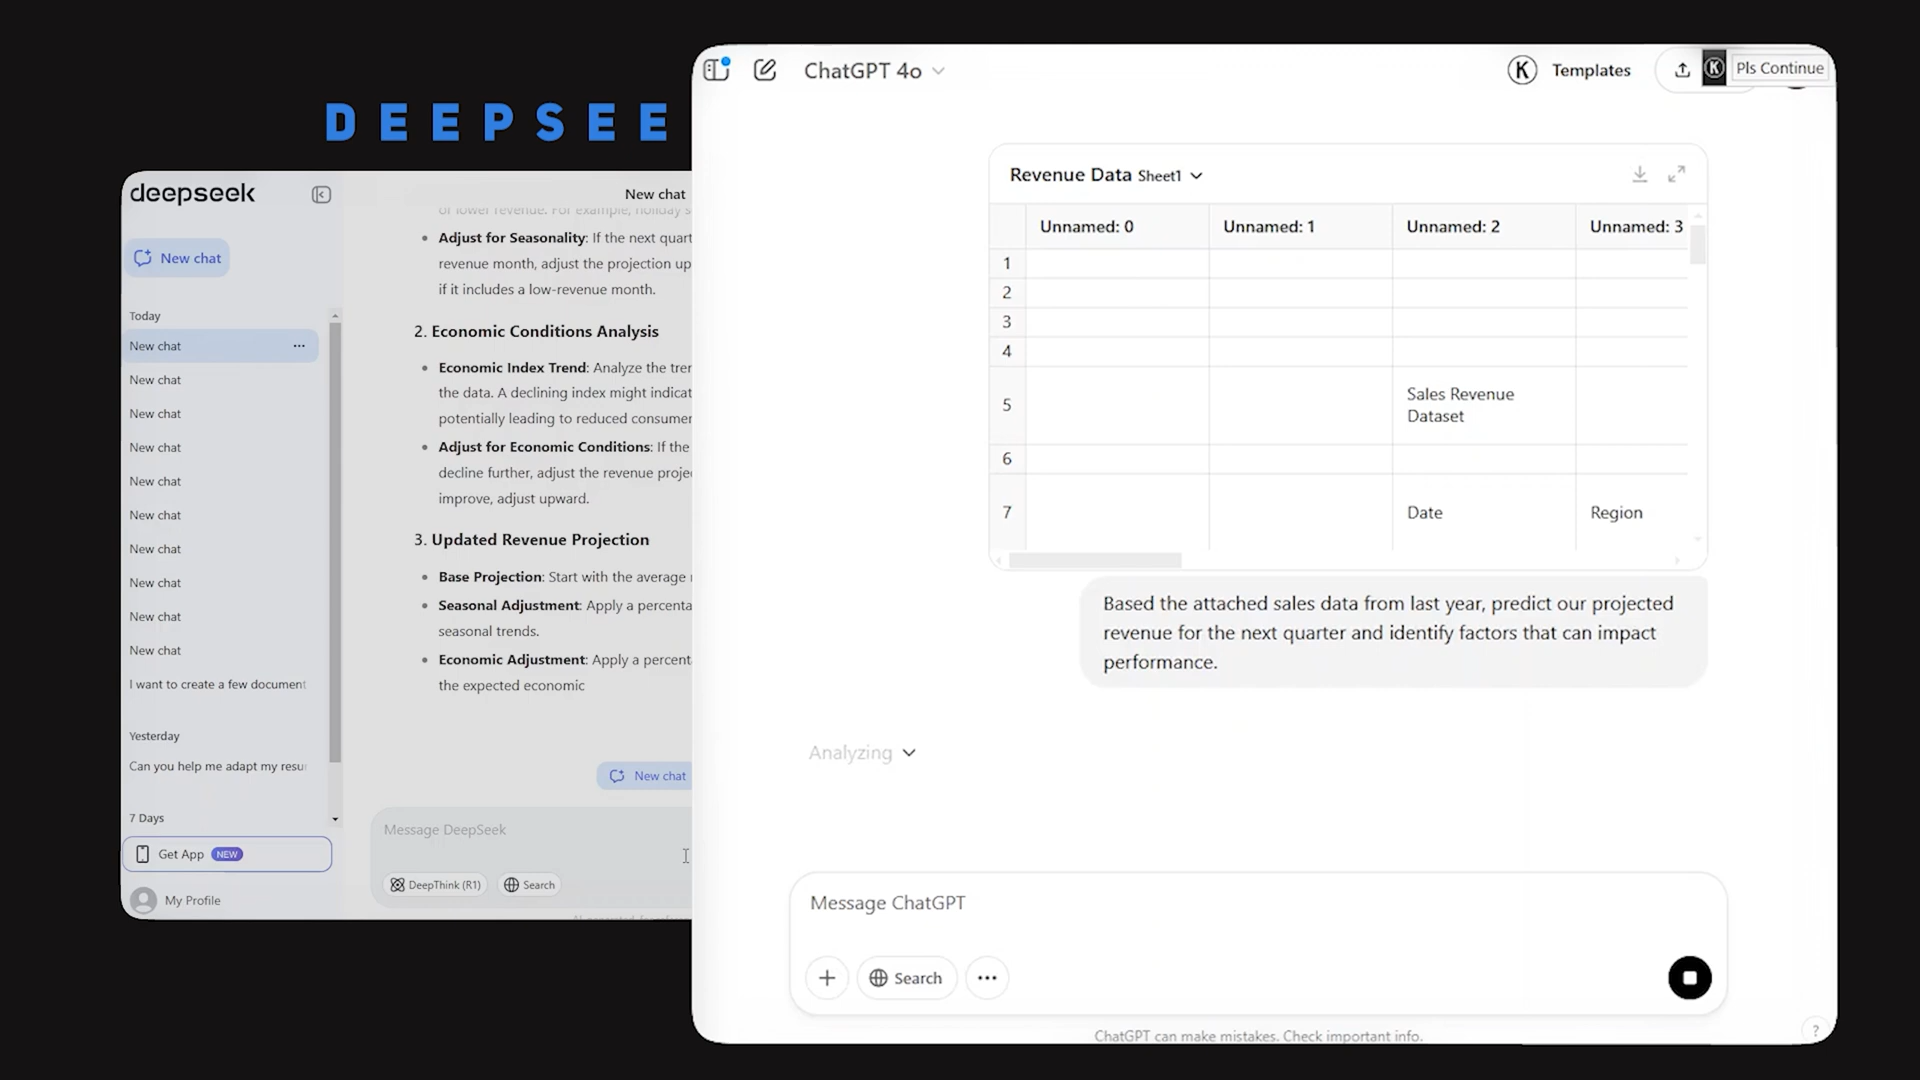 DEEPSEE
deepseek
New chat
Today
New chat
New chat
New chat
New chat
New chat
New chat
New chat
New chat
New chat
New chat
I want to create a few document
Yesterday
Can you help me adapt my resu
7 Days
Get App NEW
My Profile
New chat
of lower revenue. For example, holiday s
• Adjust for Seasonality: If the next quart
revenue month, adjust the projection up
if it includes a low-revenue month.
2. Economic Conditions Analysis
• Economic Index Trend: Analyze the tre
the data. A declining index might indicat
potentially leading to reduced consumer
• Adjust for Economic Conditions: If the
decline further, adjust the revenue proje
improve, adjust upward.
3. Updated Revenue Projection
• Base Projection: Start with the average
• Seasonal Adjustment: Apply a percenta
seasonal trends.
• Economic Adjustment: Apply a percent
the expected economic
New chat
Message DeepSeek
DeepThink (R1) Search
ChatGPT 4o
K Templates
K Pls Continue
Revenue Data Sheet1
Unnamed: 0 Unnamed: 1 Unnamed: 2 Unnamed: 3
1
2
3
4
5 Sales Revenue
Dataset
6
7 Date Region
Based the attached sales data from last year, predict our projected
revenue for the next quarter and identify factors that can impact
performance.
Analyzing
Message ChatGPT
Search
ChatGPT can make mistakes. Check important info.
?